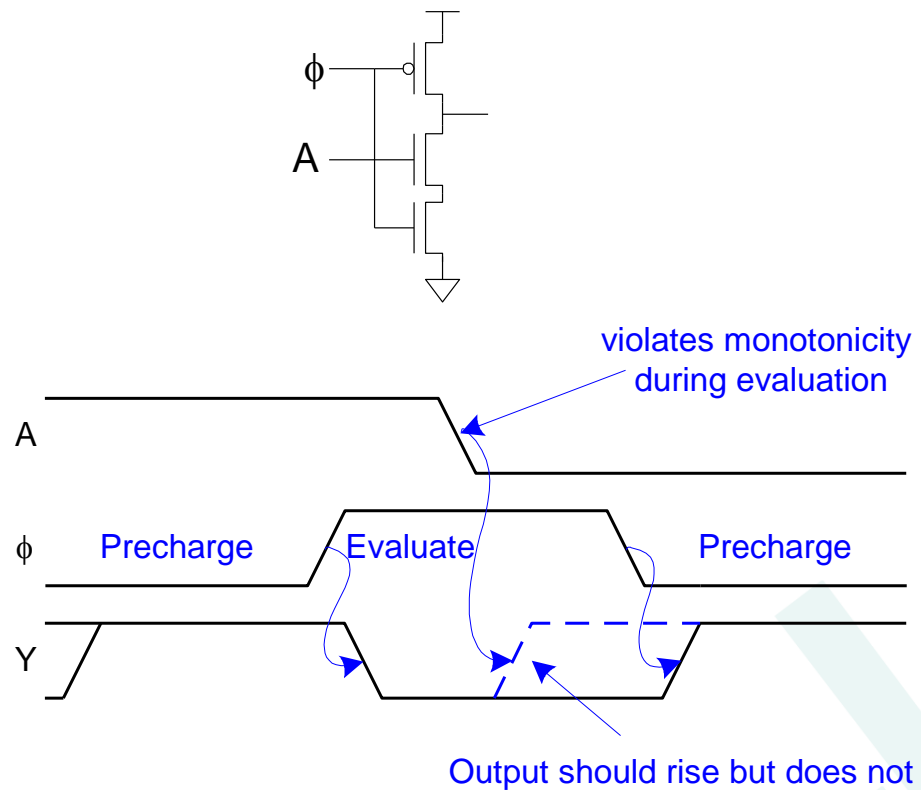 ϕ
A
violates monotonicity
during evaluation
A
ϕ Precharge Evaluate Precharge
Y
Output should rise but does not